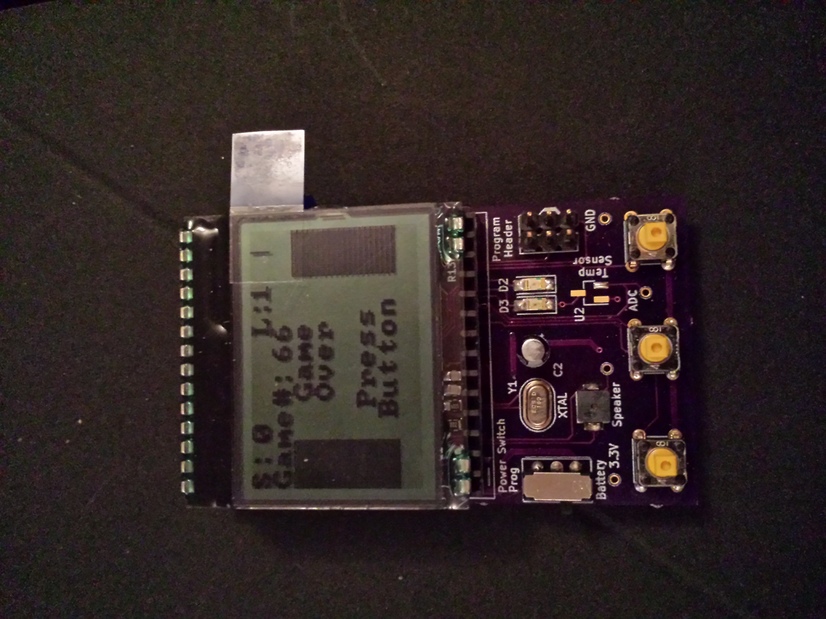 S: 0 L:1
Game#: 66
Game
Over
Press
Button
Power Switch
Prog
Y1
D3 D2
Program
Header
XTAL
C2
U2
Temp
Sensor
Battery
3.3V
Speaker
GND
ADC